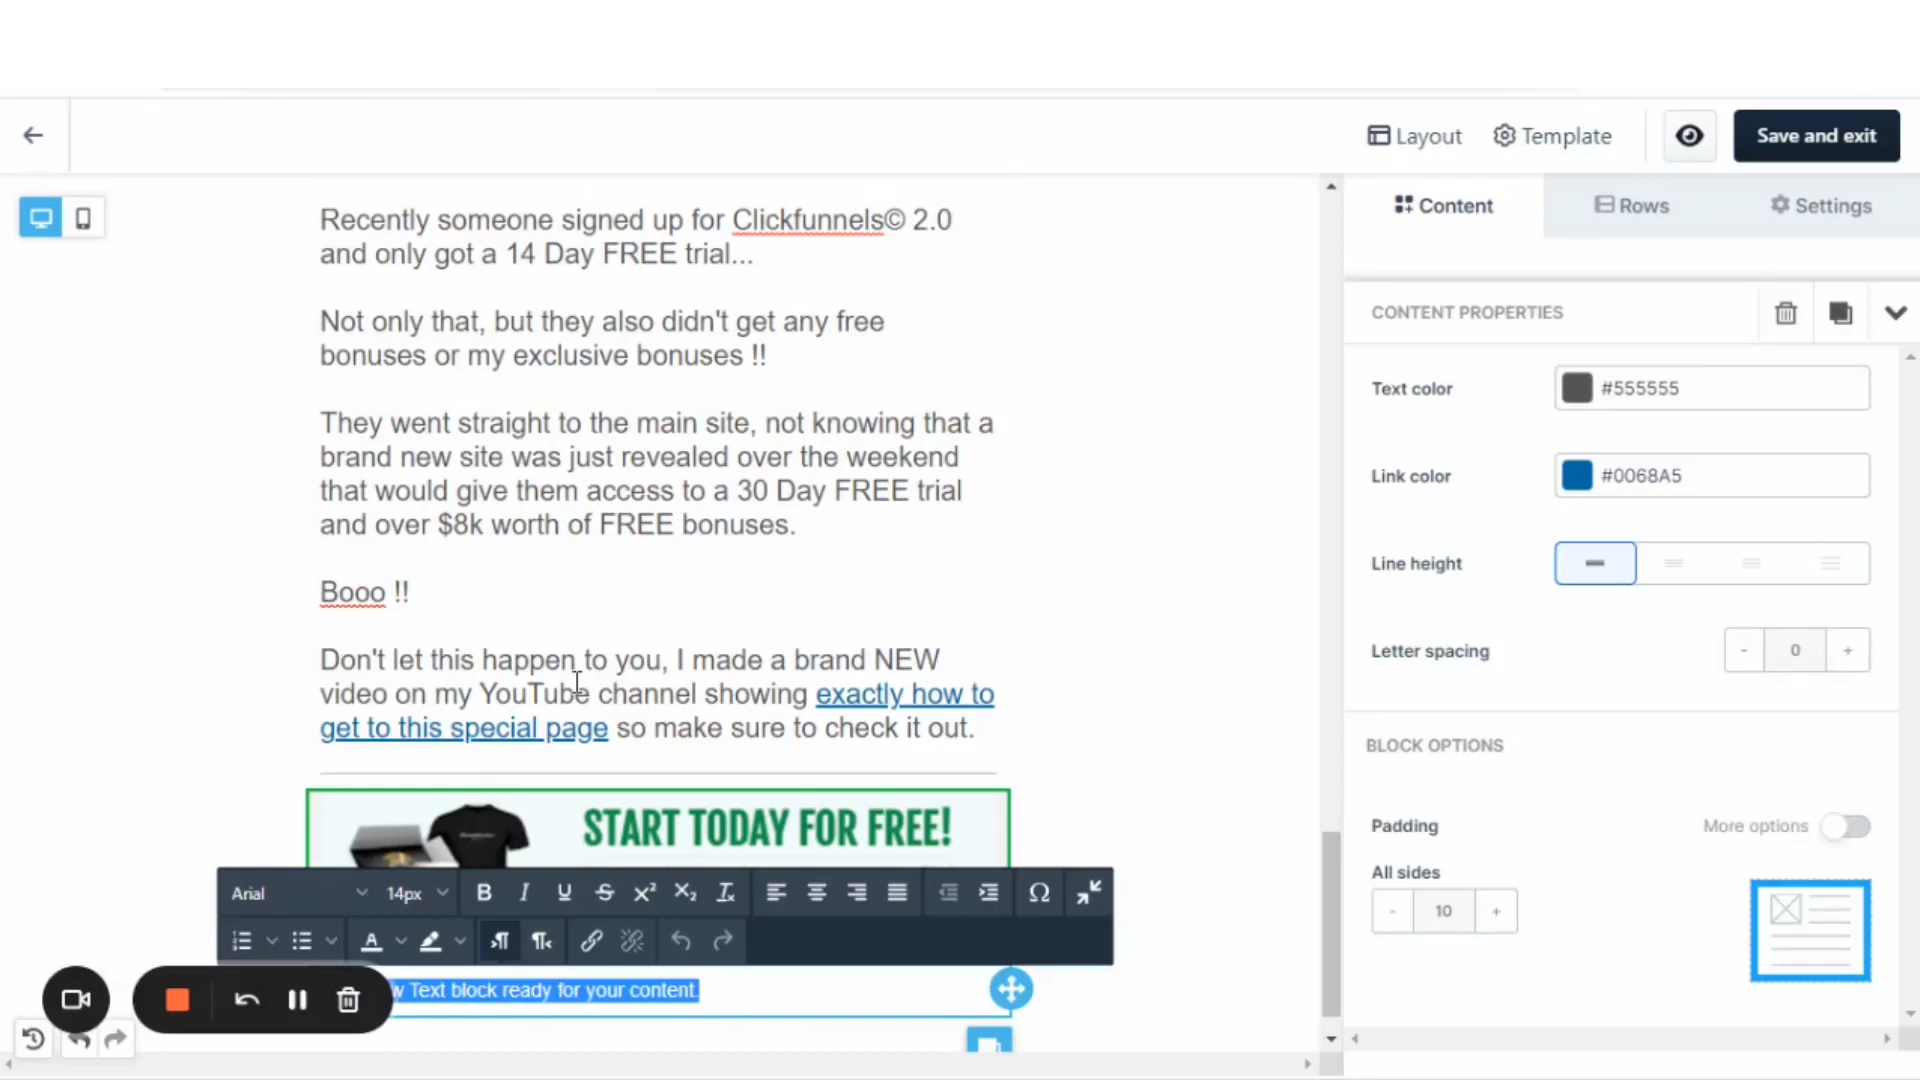 Layout
Template
Save and exit
Content
Rows
Settings
Recently someone signed up for Clickfunnels© 2.0
and only got a 14 Day FREE trial...
Not only that, but they also didn't get any free
bonuses or my exclusive bonuses !!
They went straight to the main site, not knowing that a
brand new site was just revealed over the weekend
that would give them access to a 30 Day FREE trial
and over $8k worth of FREE bonuses.
Booo !!
Don't let this happen to you, I made a brand NEW
video on my YouTube channel showing exactly how to
get to this special page so make sure to check it out.
START TODAY FOR FREE!
Arial
14px
B I U S X² X₂ Tx
Ω
A
Text block ready for your content.
CONTENT PROPERTIES
Text color
#555555
Link color
#0068A5
Line height
Letter spacing
- 0 +
BLOCK OPTIONS
Padding
More options
All sides
- 10 +